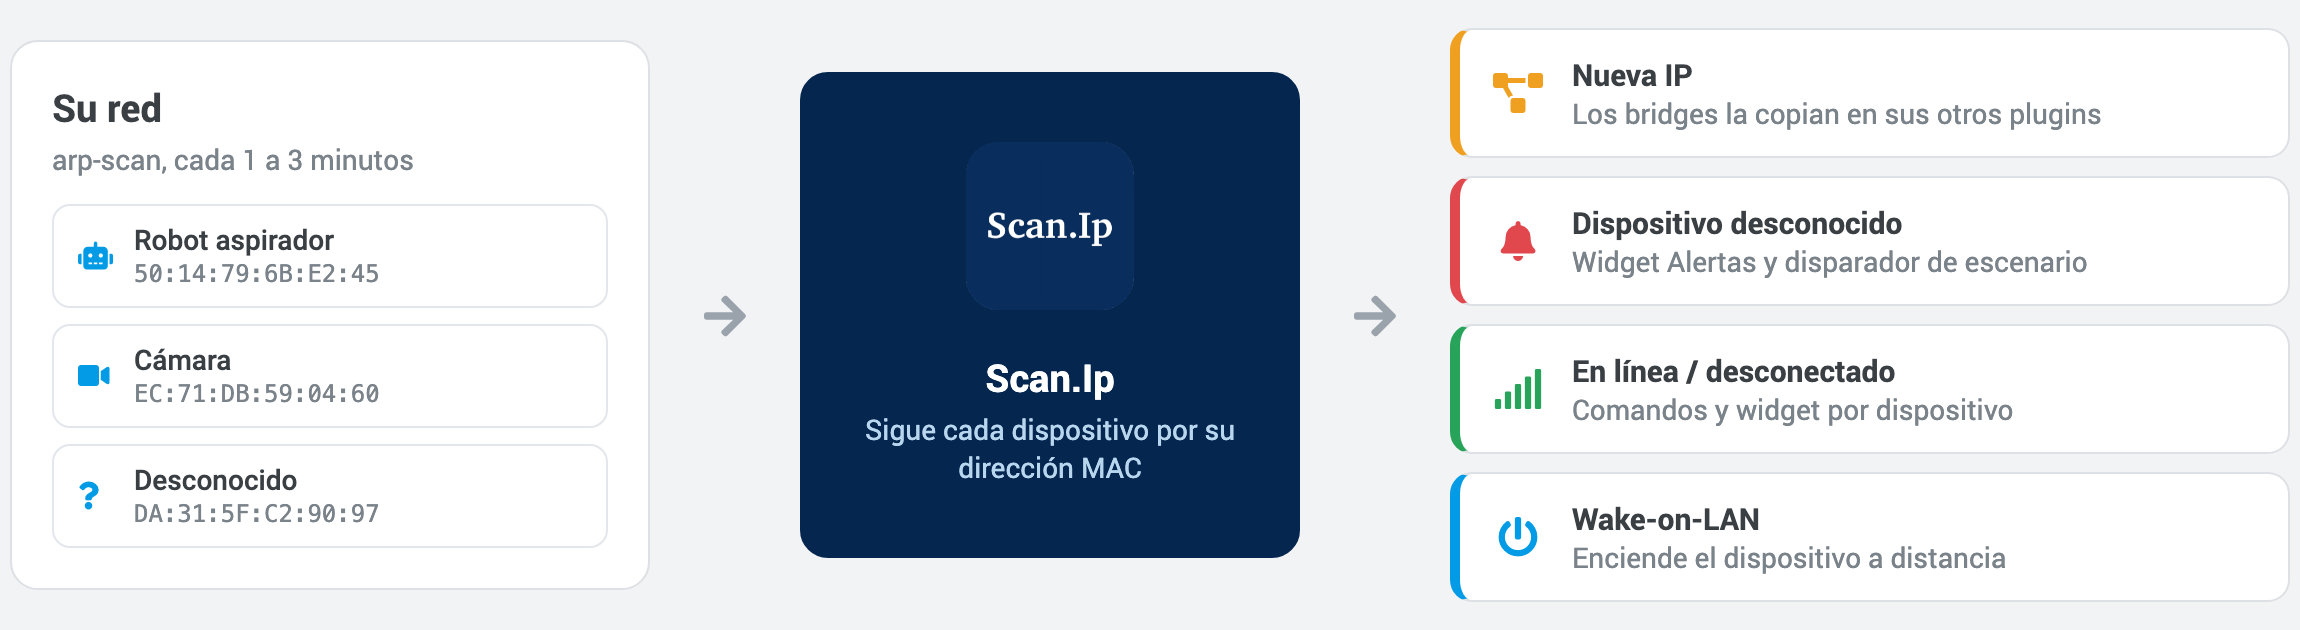 Su red
arp-scan, cada 1 a 3 minutos
Robot aspirador
50:14:79:6B:E2:45
Cámara
EC:71:DB:59:04:60
Desconocido
DA:31:5F:C2:90:97
Scan.Ip
Scan.Ip
Sigue cada dispositivo por su
dirección MAC
Nueva IP
Los bridges la copian en sus otros plugins
Dispositivo desconocido
Widget Alertas y disparador de escenario
En línea / desconectado
Comandos y widget por dispositivo
Wake-on-LAN
Enciende el dispositivo a distancia